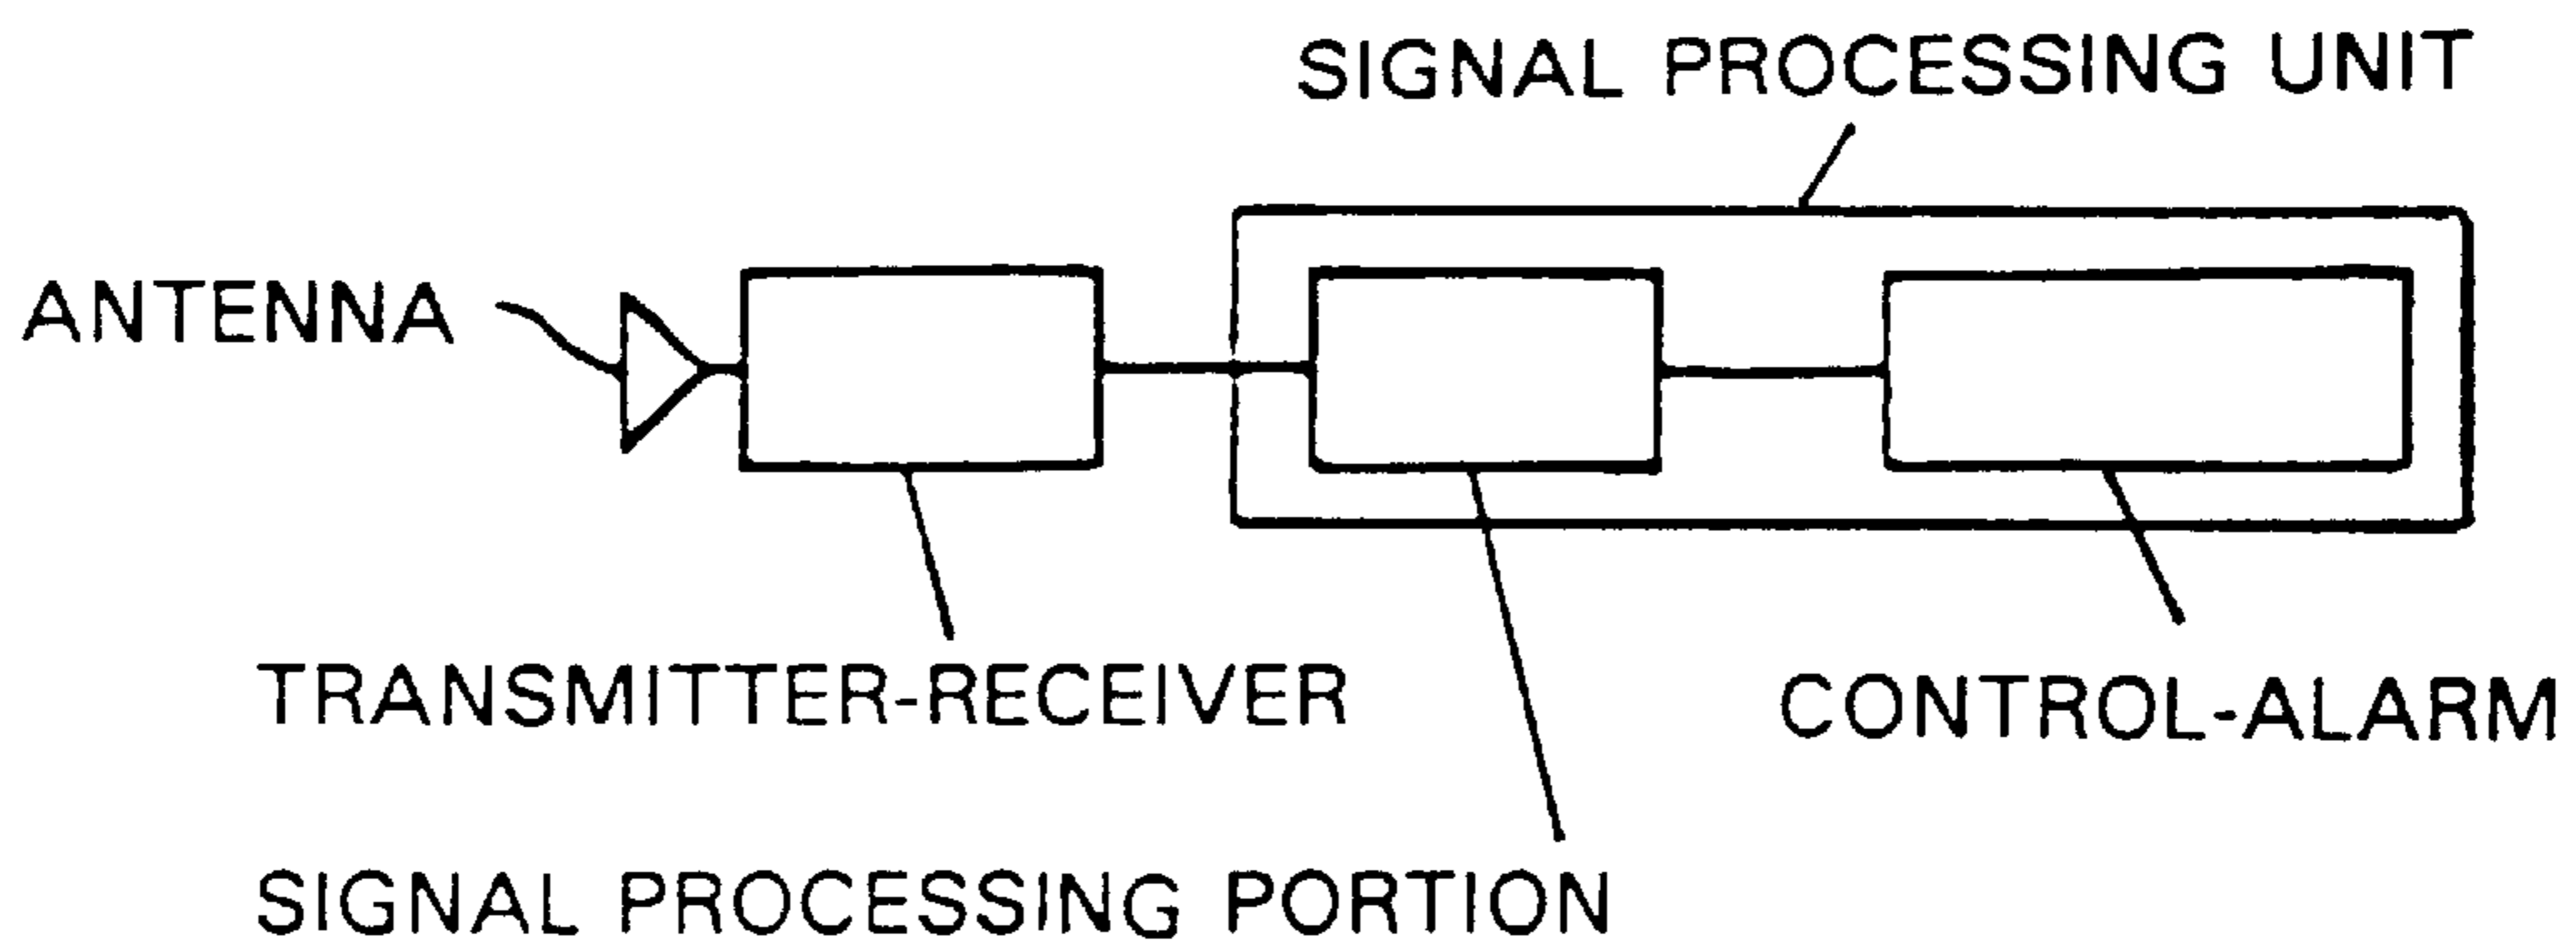 SIGNAL PROCESSING UNIT
ANTENNA
TRANSMITTER-RECEIVER
CONTROL-ALARM
SIGNAL PROCESSING PORTION